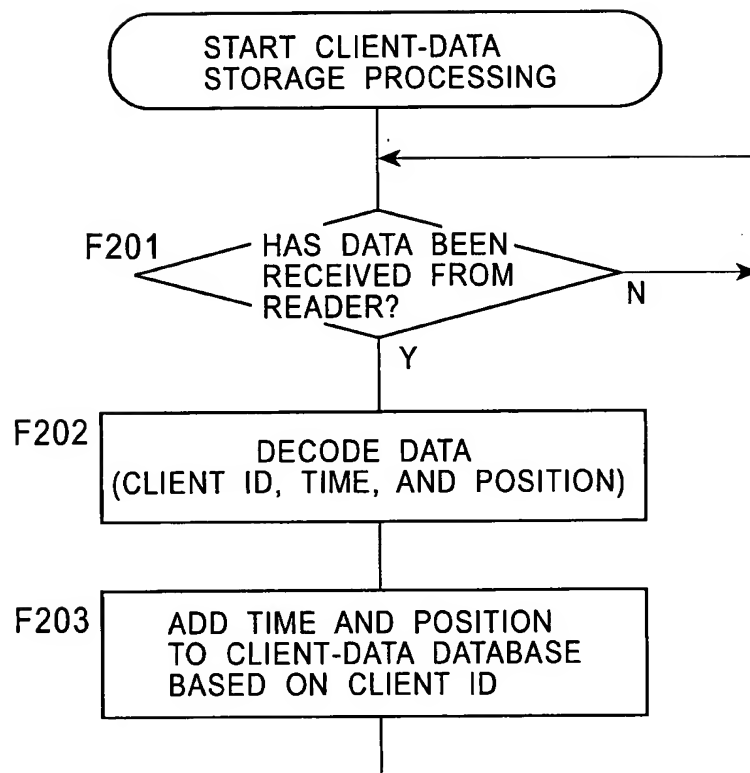 START CLIENT-DATA
STORAGE PROCESSING
F201
HAS DATA BEEN
RECEIVED FROM
READER?
N
Y
F202
DECODE DATA
(CLIENT ID, TIME, AND POSITION)
F203
ADD TIME AND POSITION
TO CLIENT-DATA DATABASE
BASED ON CLIENT ID